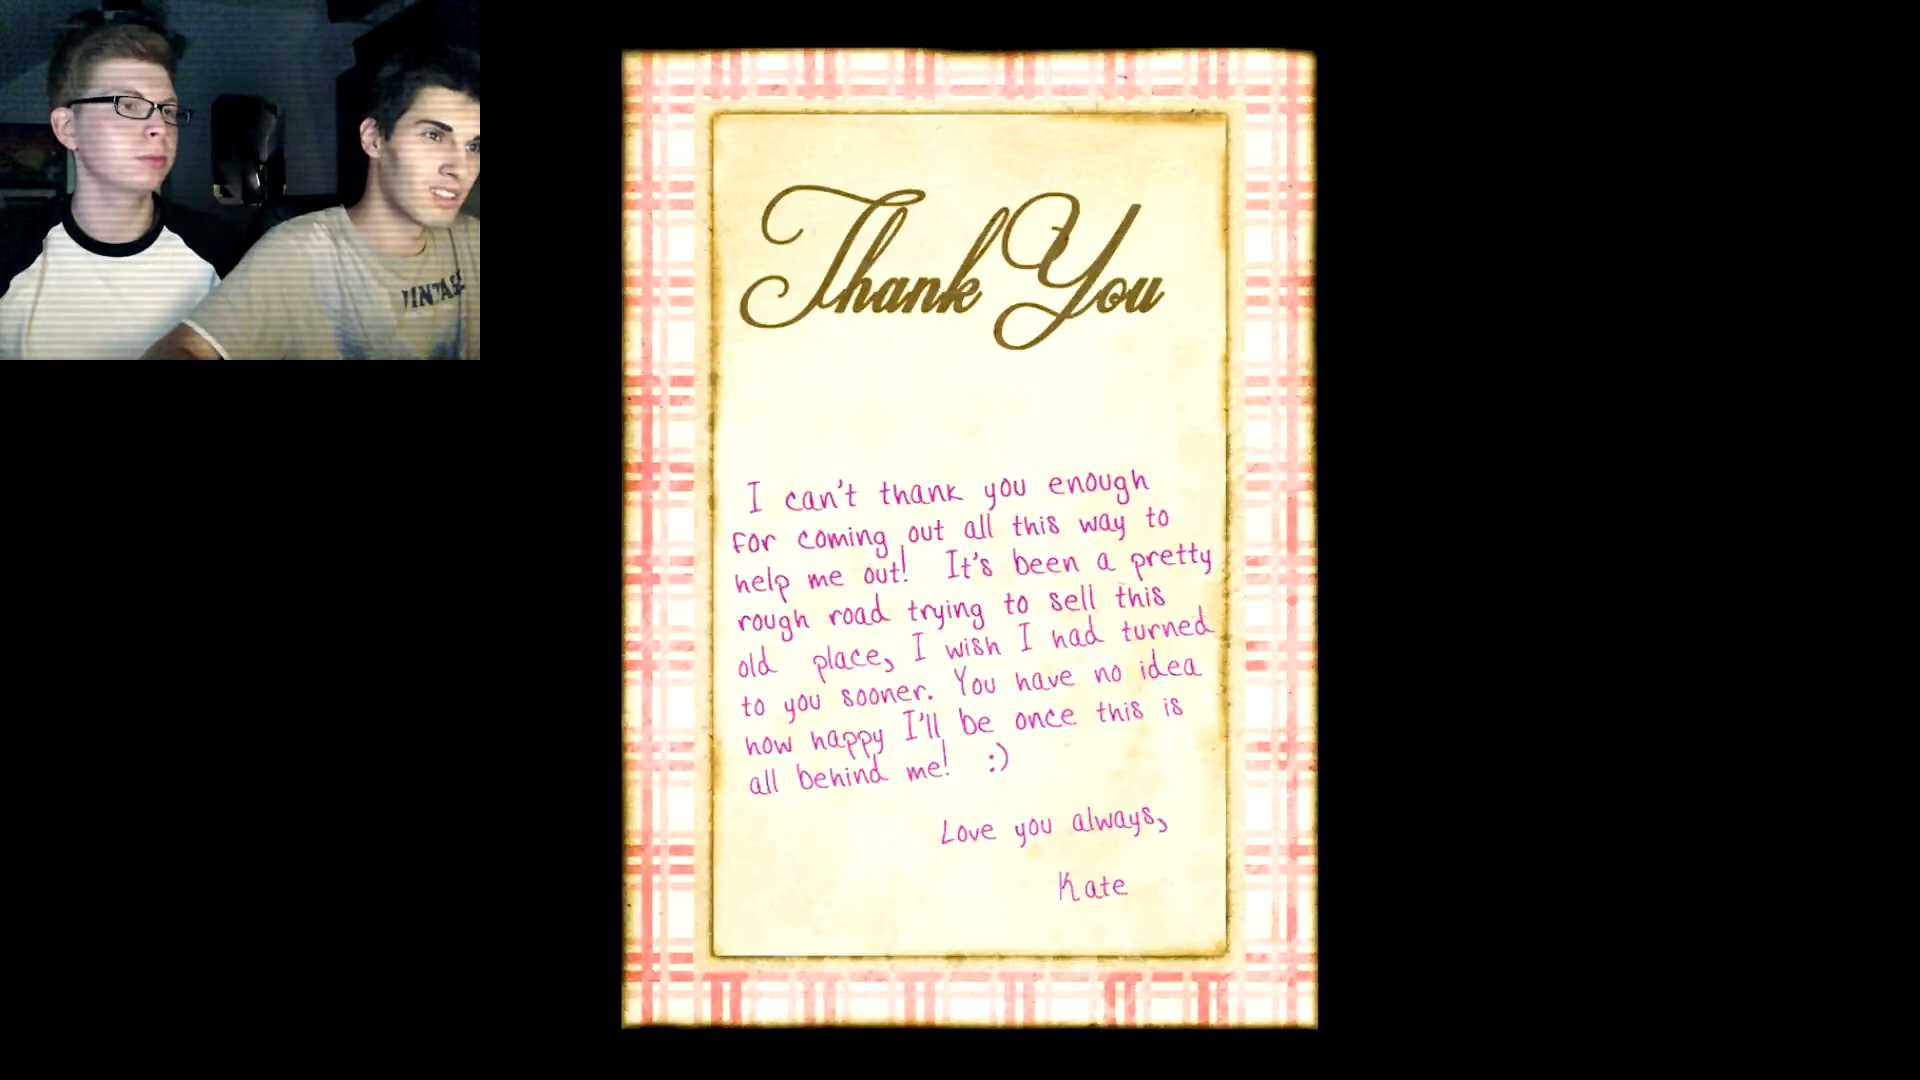 VINTAGE
Thank You
I can't thank you enough
for coming out all this way to
help me out! It's been a pretty
rough road trying to sell this
old place, I wish I had turned
to you sooner. You have no idea
how happy I'll be once this is
all behind me! :)
Love you always,
Kate